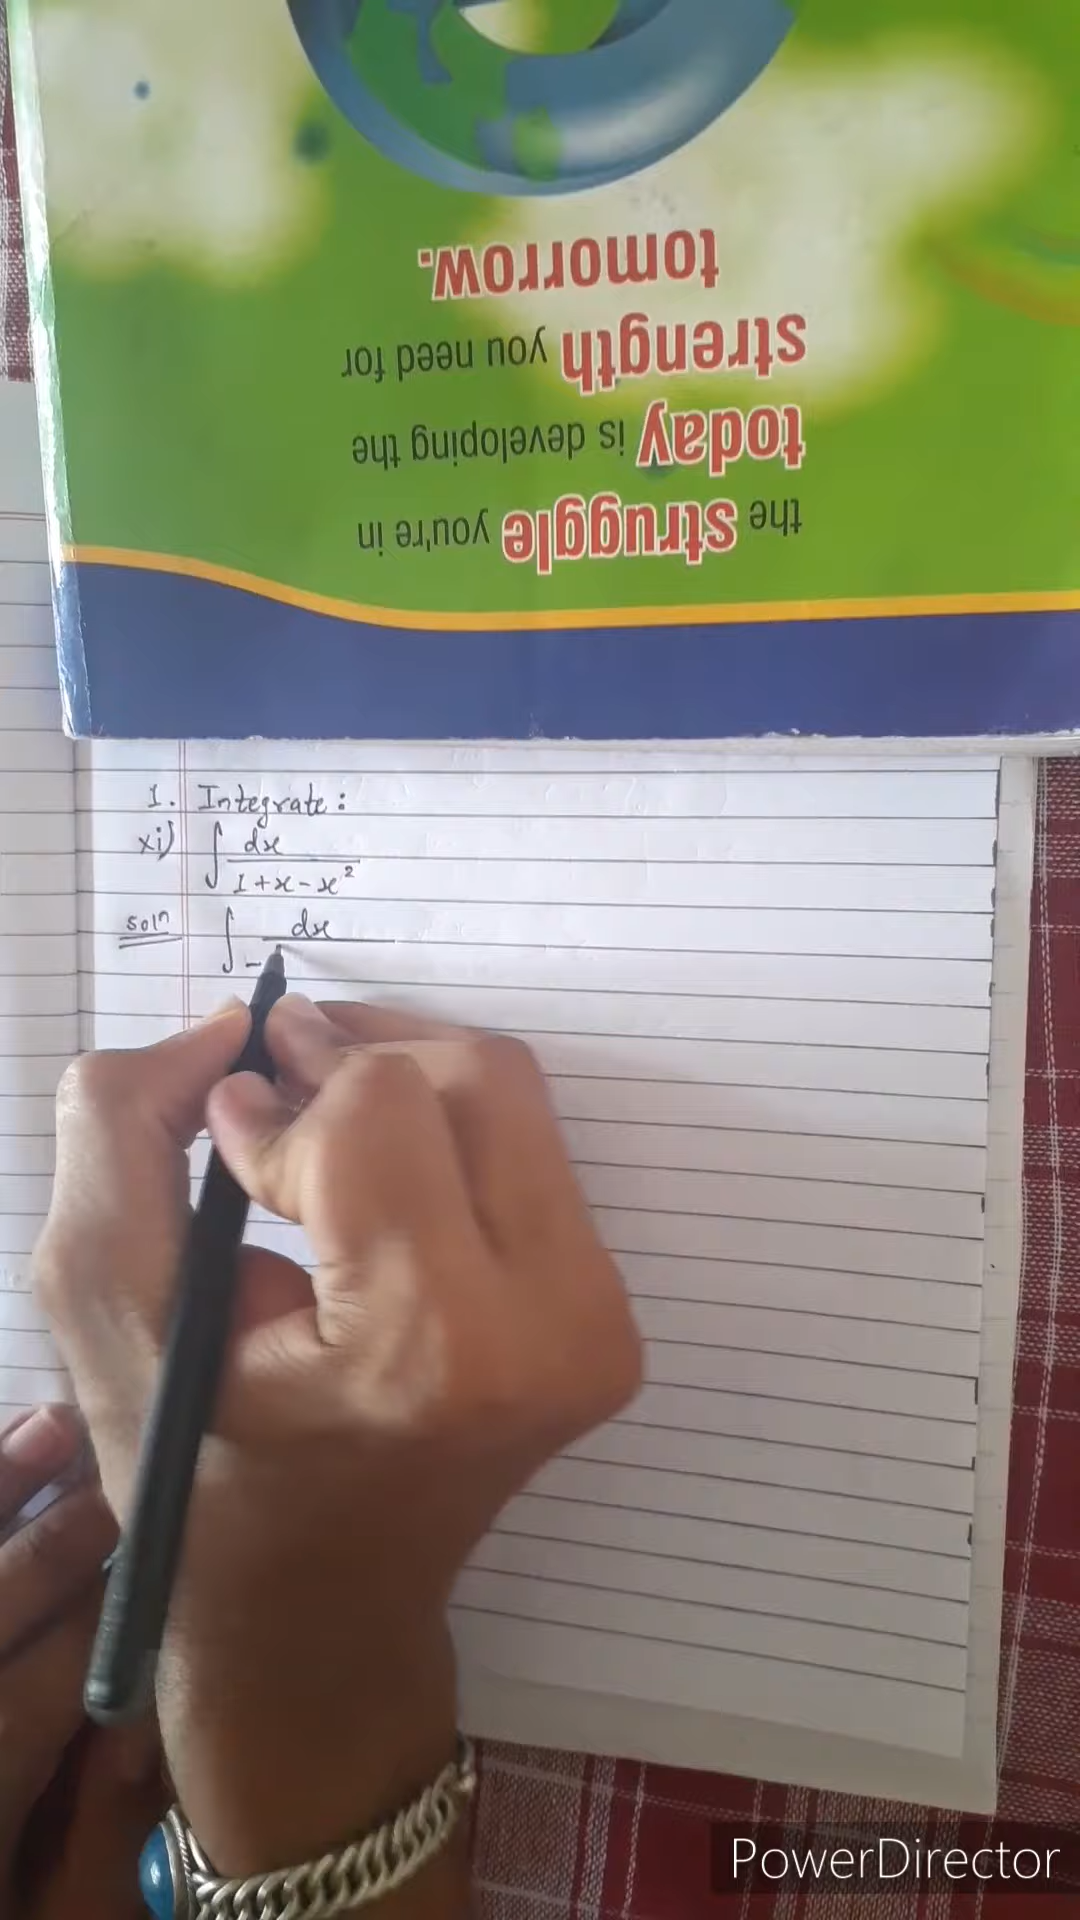 the struggle you're in
today is developing the
strength you need for
tomorrow.
1. Integrate:
xi) ∫ dx / 1+x-x²
soln ∫ dx / -
PowerDirector